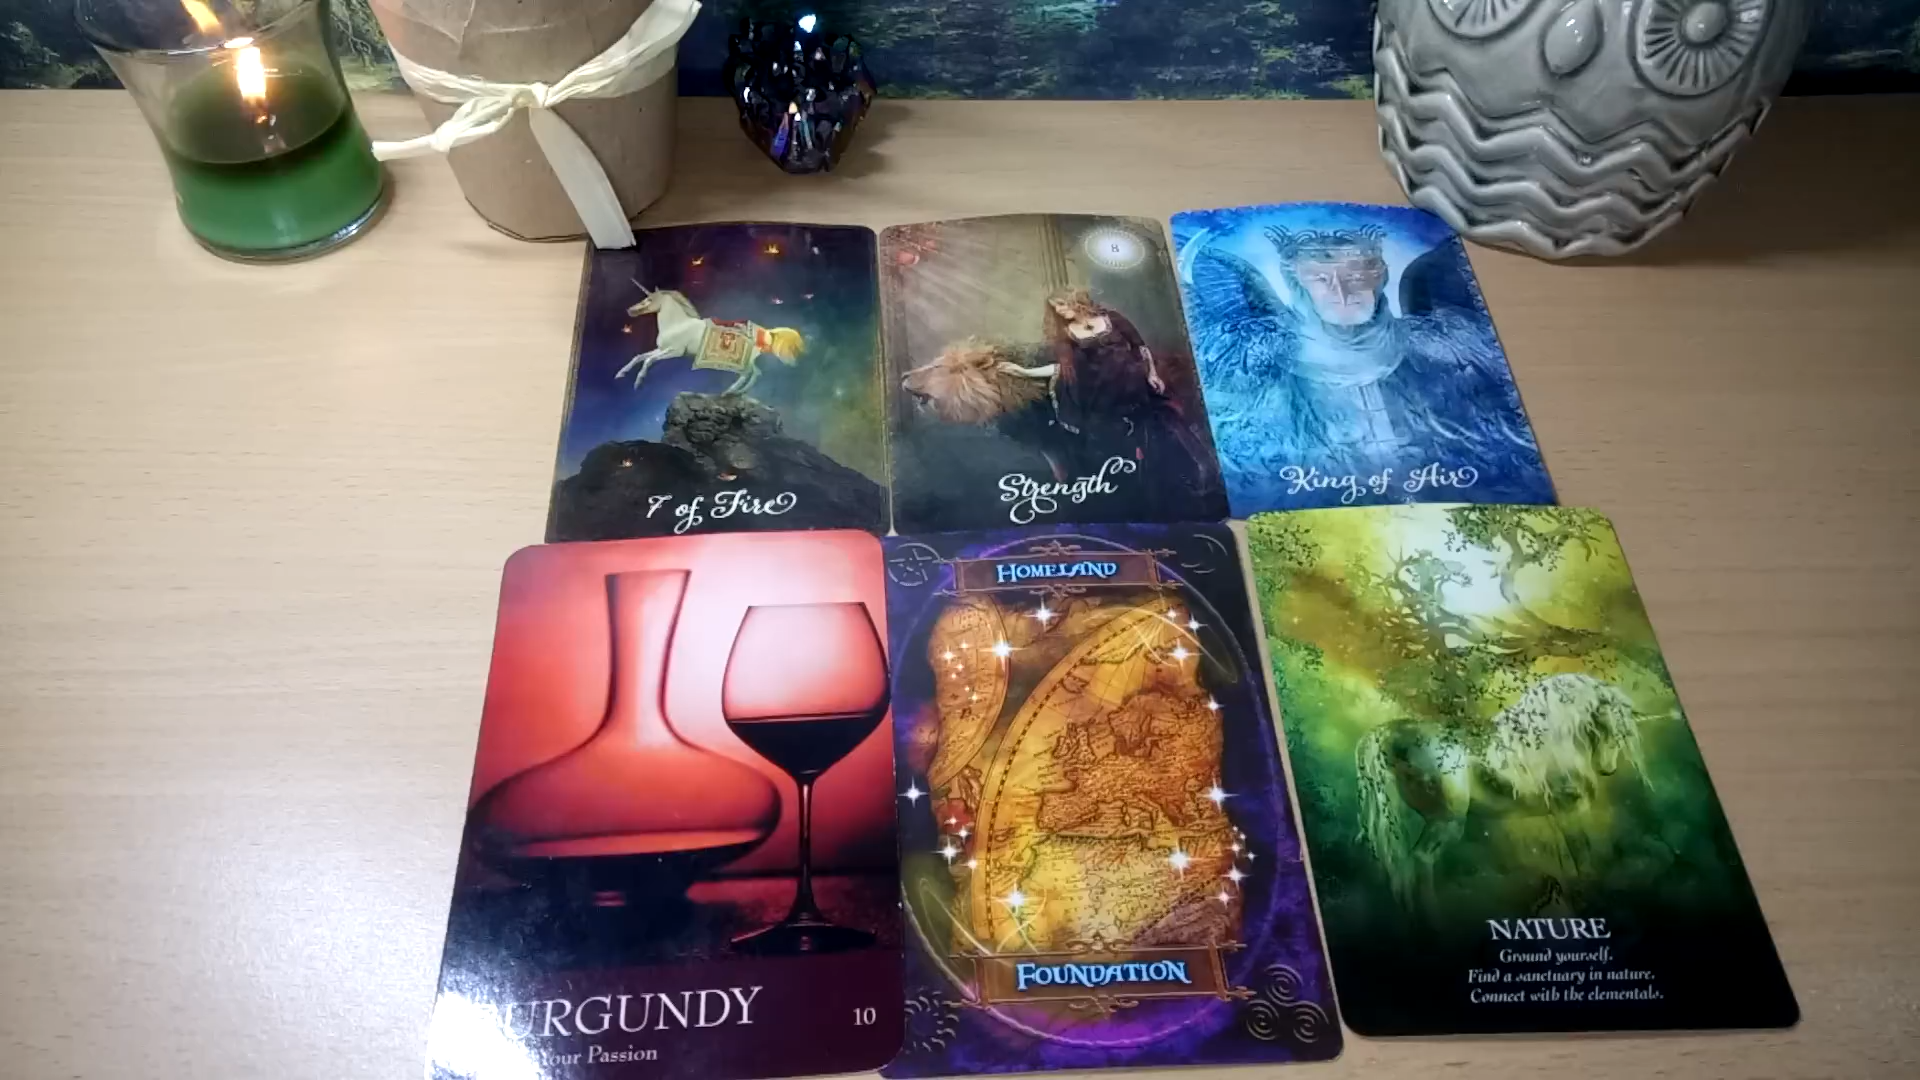 8
7 of Fire
Strength
King of Air
HOMELAND
FOUNDATION
NATURE
Ground yourself.
Find a sanctuary in nature.
Connect with the elementals.
URGUNDY
10
our Passion